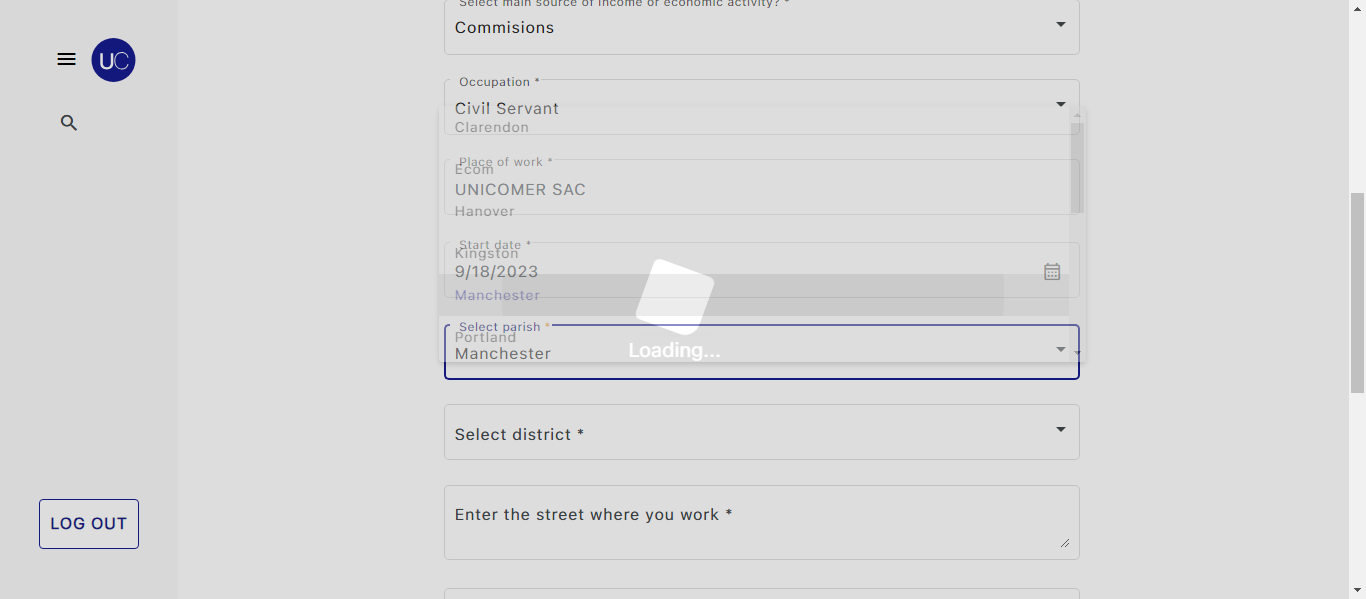 Select main source of income or economic activity? *
Commisions
UC
Occupation *
Civil Servant
Clarendon
Place of work *
Ecom
UNICOMER SAC
Hanover
Start date *
Kingston
9/18/2023
Manchester
Select parish *
Portland
Manchester
Loading...
Select district *
Enter the street where you work *
LOG OUT